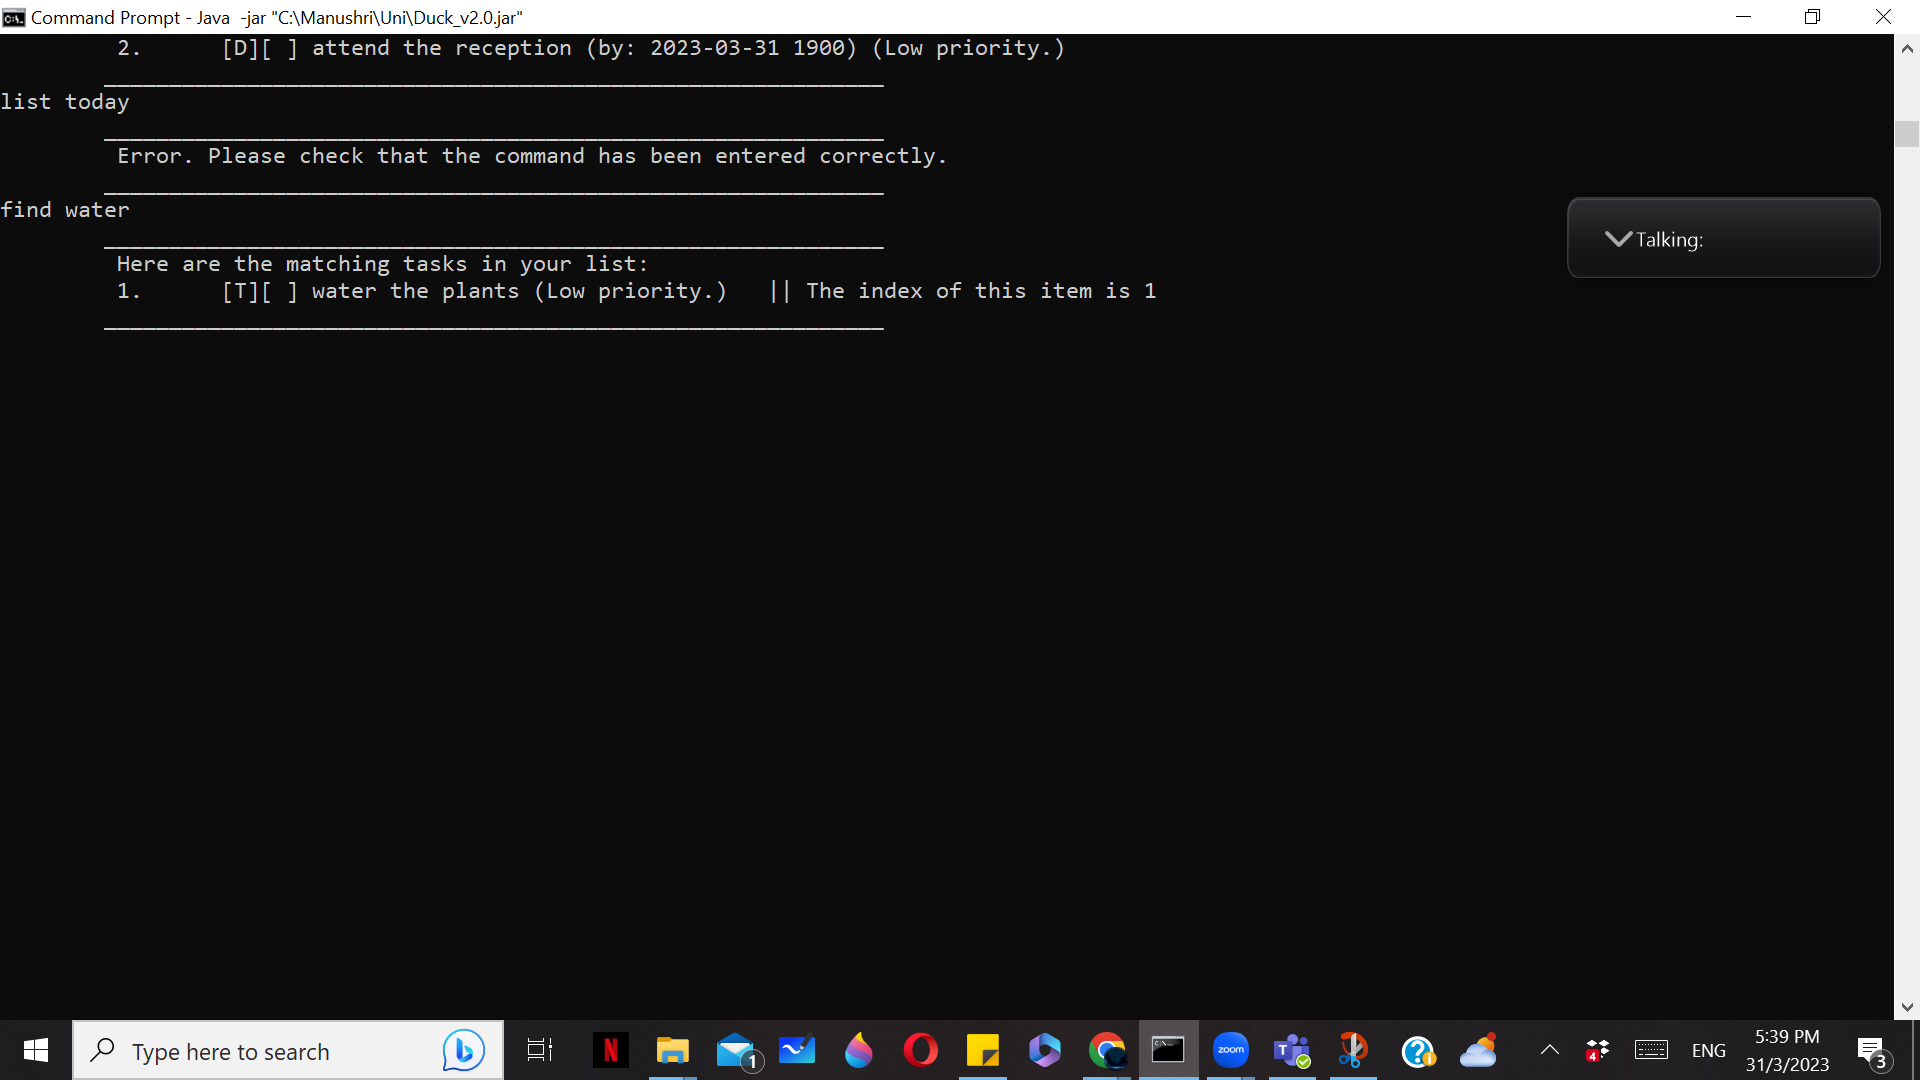 Command Prompt - Java  -jar "C:\Manushri\Uni\Duck_v2.0.jar"
2.      [D][ ] attend the reception (by: 2023-03-31 1900) (Low priority.)
____________________________________________________________
list today
____________________________________________________________
Error. Please check that the command has been entered correctly.
____________________________________________________________
find water
____________________________________________________________
Talking:
Here are the matching tasks in your list:
1.      [T][ ] water the plants (Low priority.)   || The index of this item is 1
____________________________________________________________
Type here to search
N
1
zoom
T
4
ENG
5:39 PM
31/3/2023
3